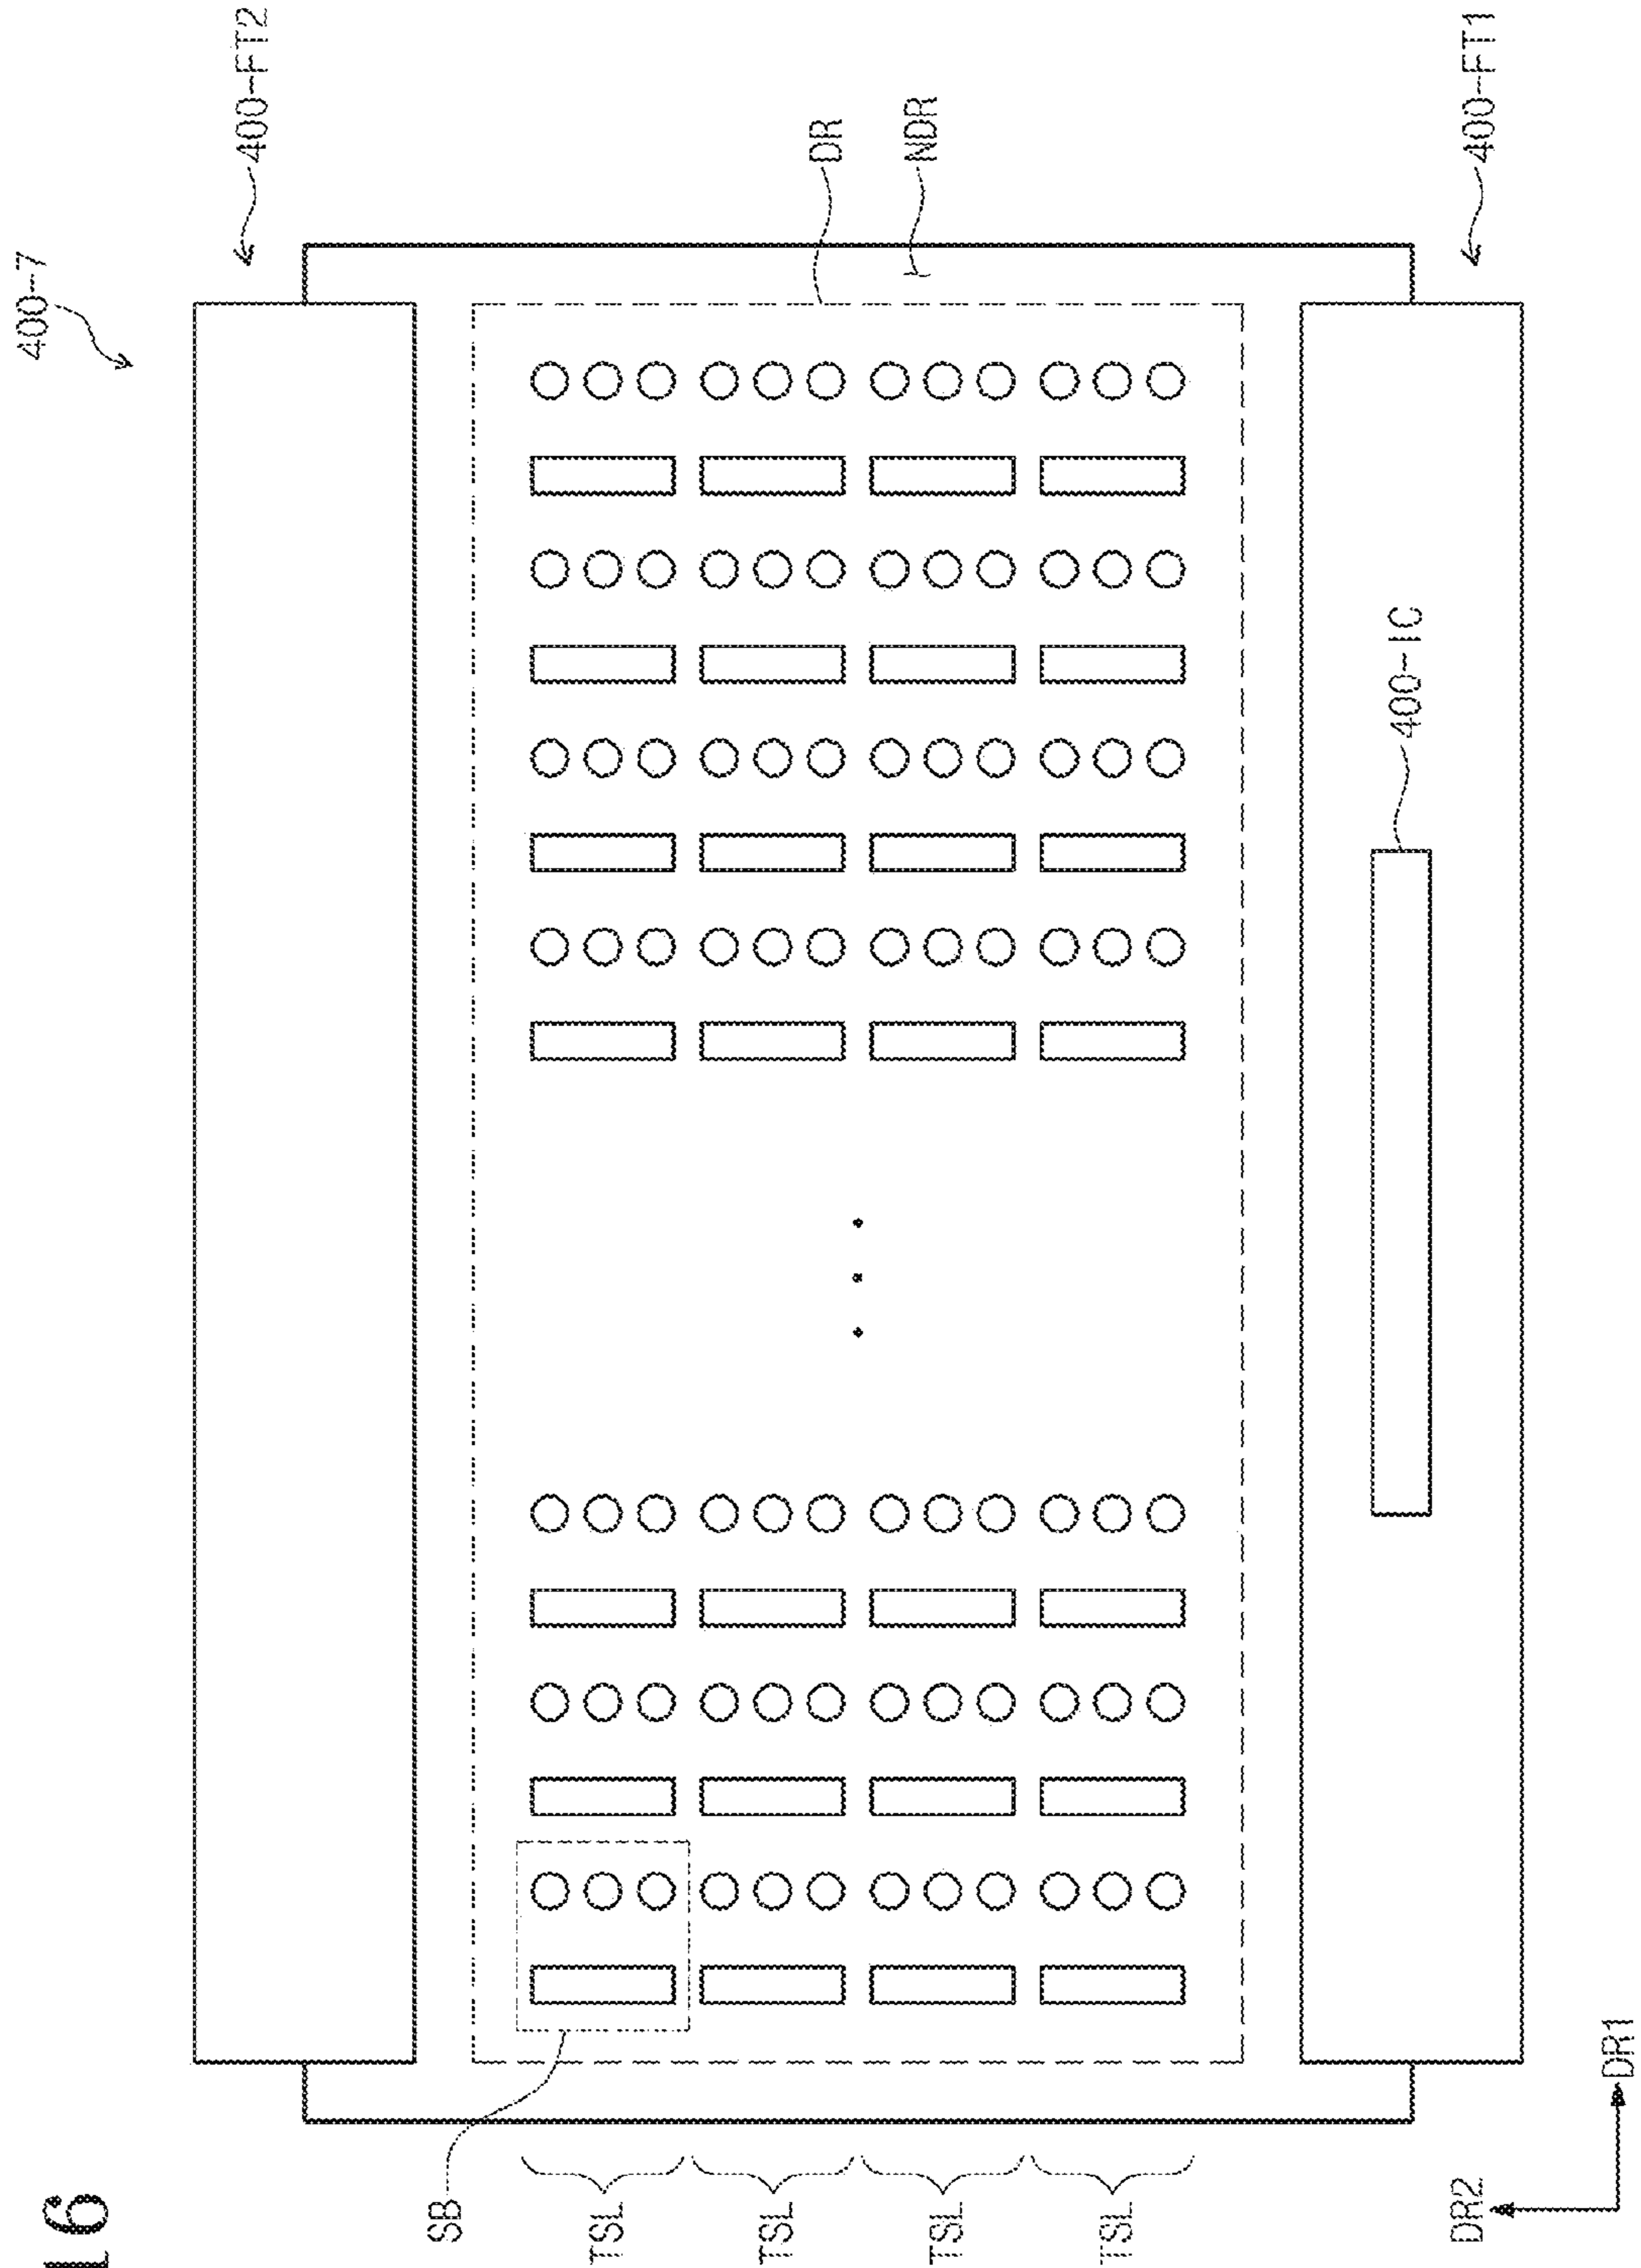 16
400-7
400-FT2
DR
NDR
400-FT1
400-IC
SB
TSL
TSL
TSL
TSL
DR2
DR1